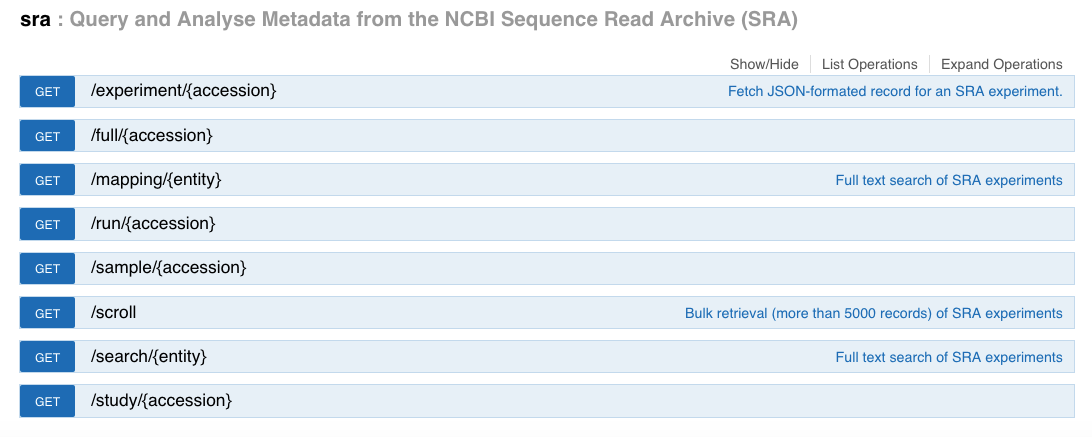 sra : Query and Analyse Metadata from the NCBI Sequence Read Archive (SRA)
Show/Hide List Operations Expand Operations
GET /experiment/{accession} Fetch JSON-formated record for an SRA experiment.
GET /full/{accession}
GET /mapping/{entity} Full text search of SRA experiments
GET /run/{accession}
GET /sample/{accession}
GET /scroll Bulk retrieval (more than 5000 records) of SRA experiments
GET /search/{entity} Full text search of SRA experiments
GET /study/{accession}